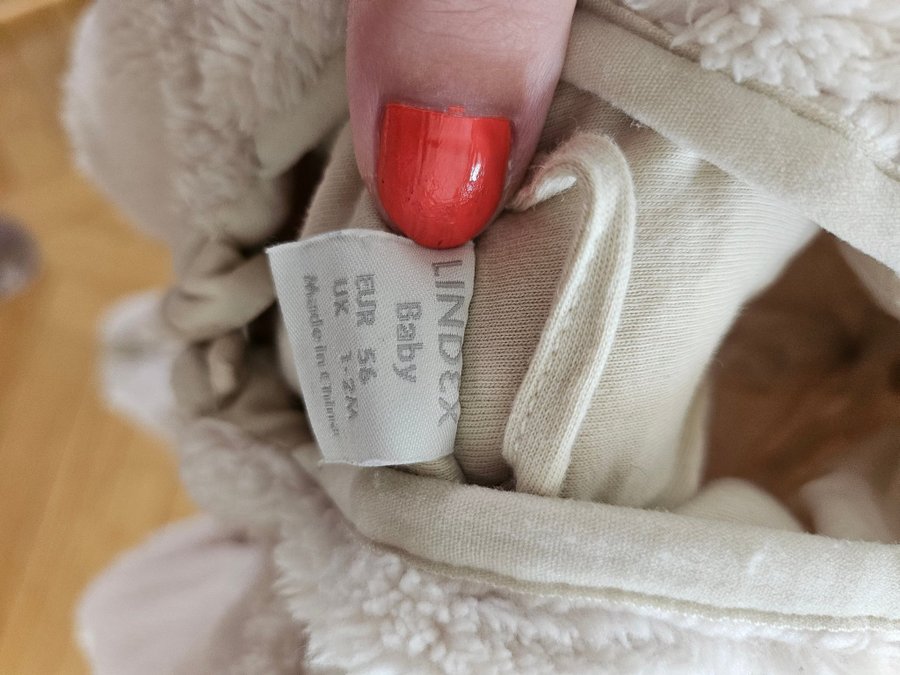 LINDEX
Baby
EUR 56
UK 1-2M
Made in China